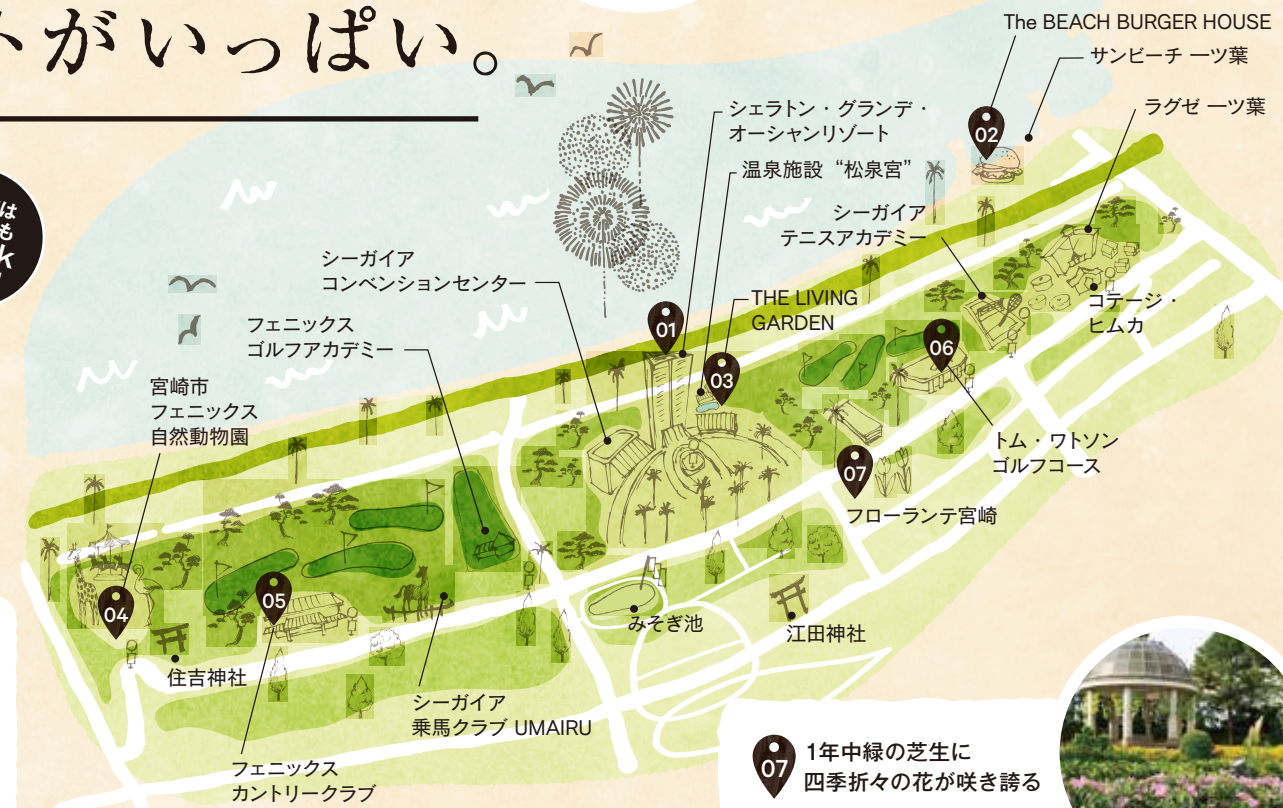 トがいっぱい。
は
も
k
The BEACH BURGER HOUSE
サンビーチ 一ツ葉
02
ラグゼ 一ツ葉
シェラトン・グランデ・
オーシャンリゾート
温泉施設 “松泉宮”
シーガイア
テニスアカデミー
シーガイア
コンベンションセンター
THE LIVING
GARDEN
コテージ・
ヒムカ
01
フェニックス
ゴルフアカデミー
06
03
宮崎市
フェニックス
自然動物園
トム・ワトソン
ゴルフコース
07
フローランテ宮崎
05
04
みそぎ池
江田神社
住吉神社
シーガイア
乗馬クラブ UMAIRU
フェニックス
カントリークラブ
07
1年中緑の芝生に
四季折々の花が咲き誇る